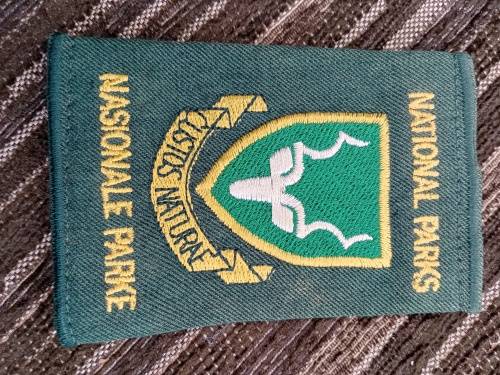 NATIONAL PARKS
CUSTOS NATURAE
NASIONALE PARKE